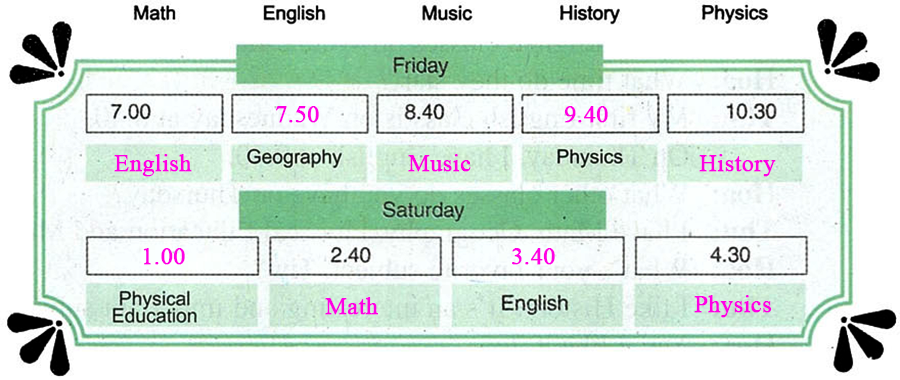 Math English Music History Physics
Friday
7.00 7.50 8.40 9.40 10.30
English Geography Music Physics History
Saturday
1.00 2.40 3.40 4.30
Physical
Education Math English Physics